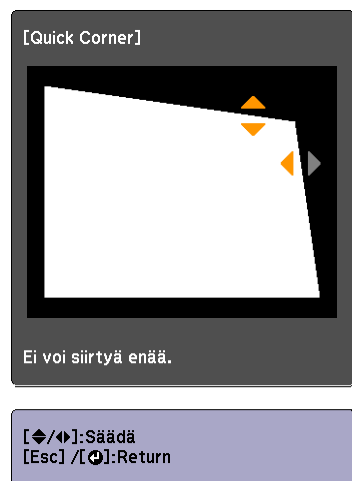 [Quick Corner]
Ei voi siirtyä enää.
[◆/◆]:Säädä
[Esc] /[↵]:Return